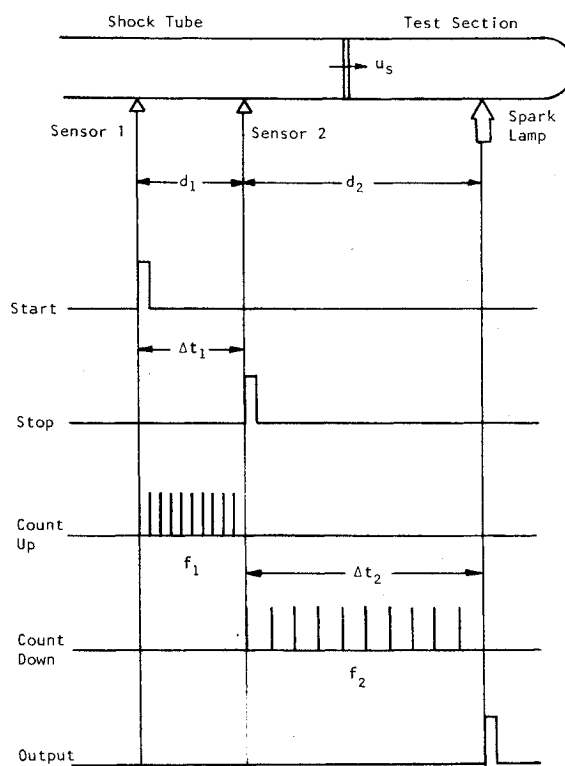 Shock Tube Test Section
u_s
Sensor 1 Sensor 2 Spark
Lamp
d_1 d_2
Start
Δt_1
Stop
Count
Up
f_1
Δt_2
Count
Down
f_2
Output